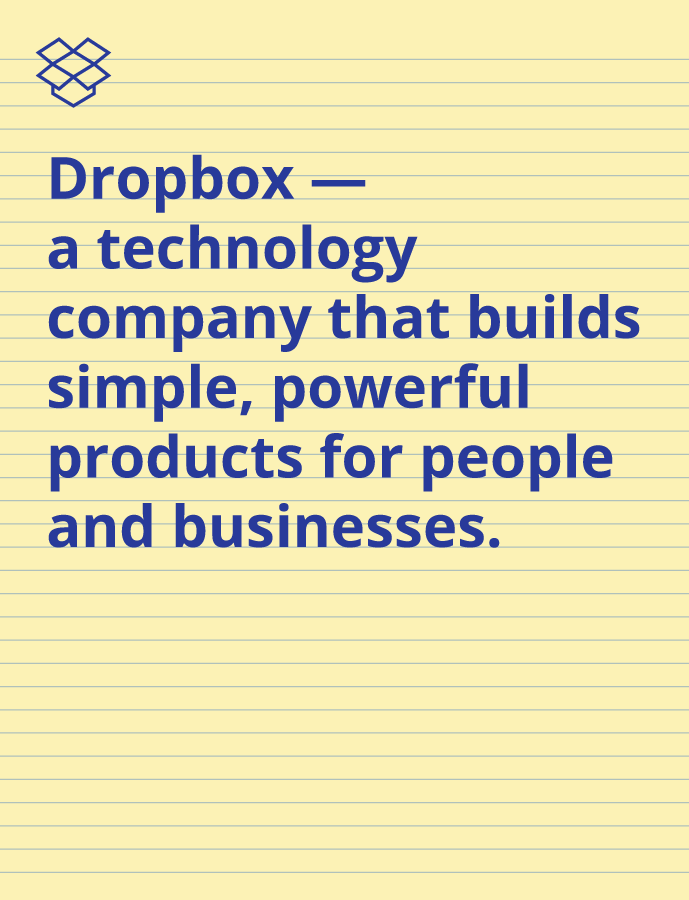 Dropbox —
a technology
company that builds
simple, powerful
products for people
and businesses.